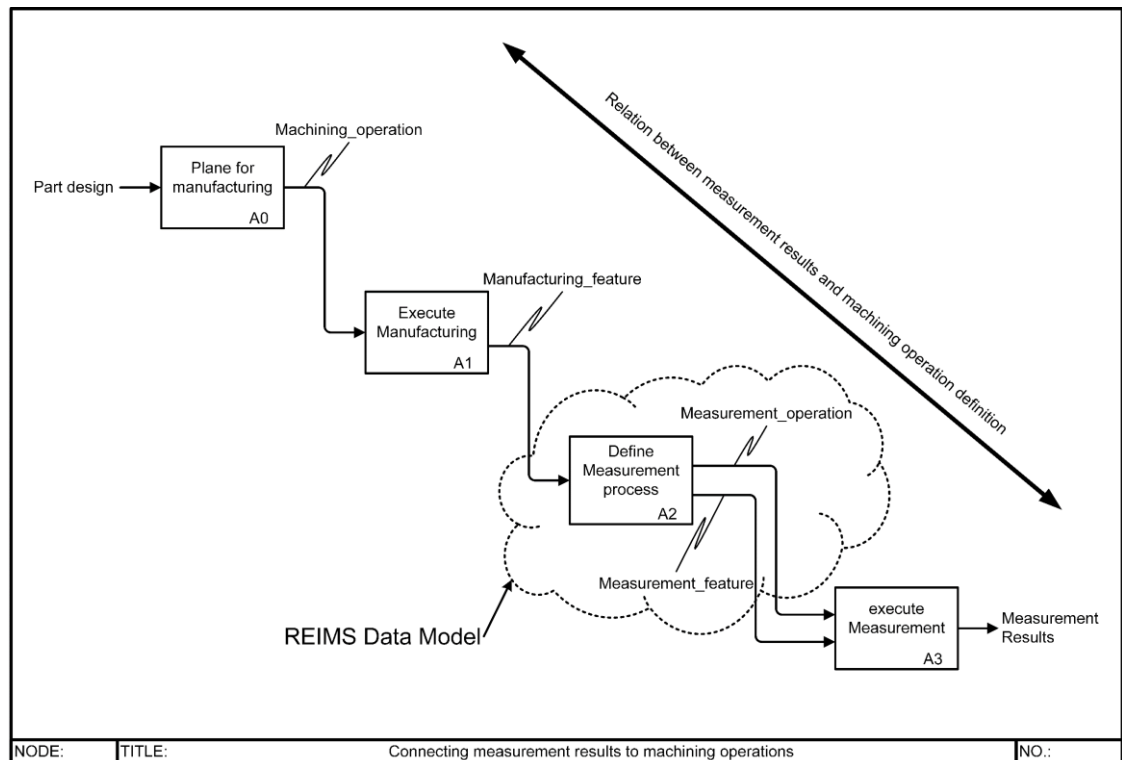 Machining_operation
Part design
Plane for
manufacturing
A0
Relation between measurement results and machining operation definition
Manufacturing_feature
Execute
Manufacturing
A1
Measurement_operation
Define
Measurement
process
A2
Measurement_feature
REIMS Data Model
execute
Measurement
A3
Measurement
Results
NODE:
TITLE:
Connecting measurement results to machining operations
NO.: